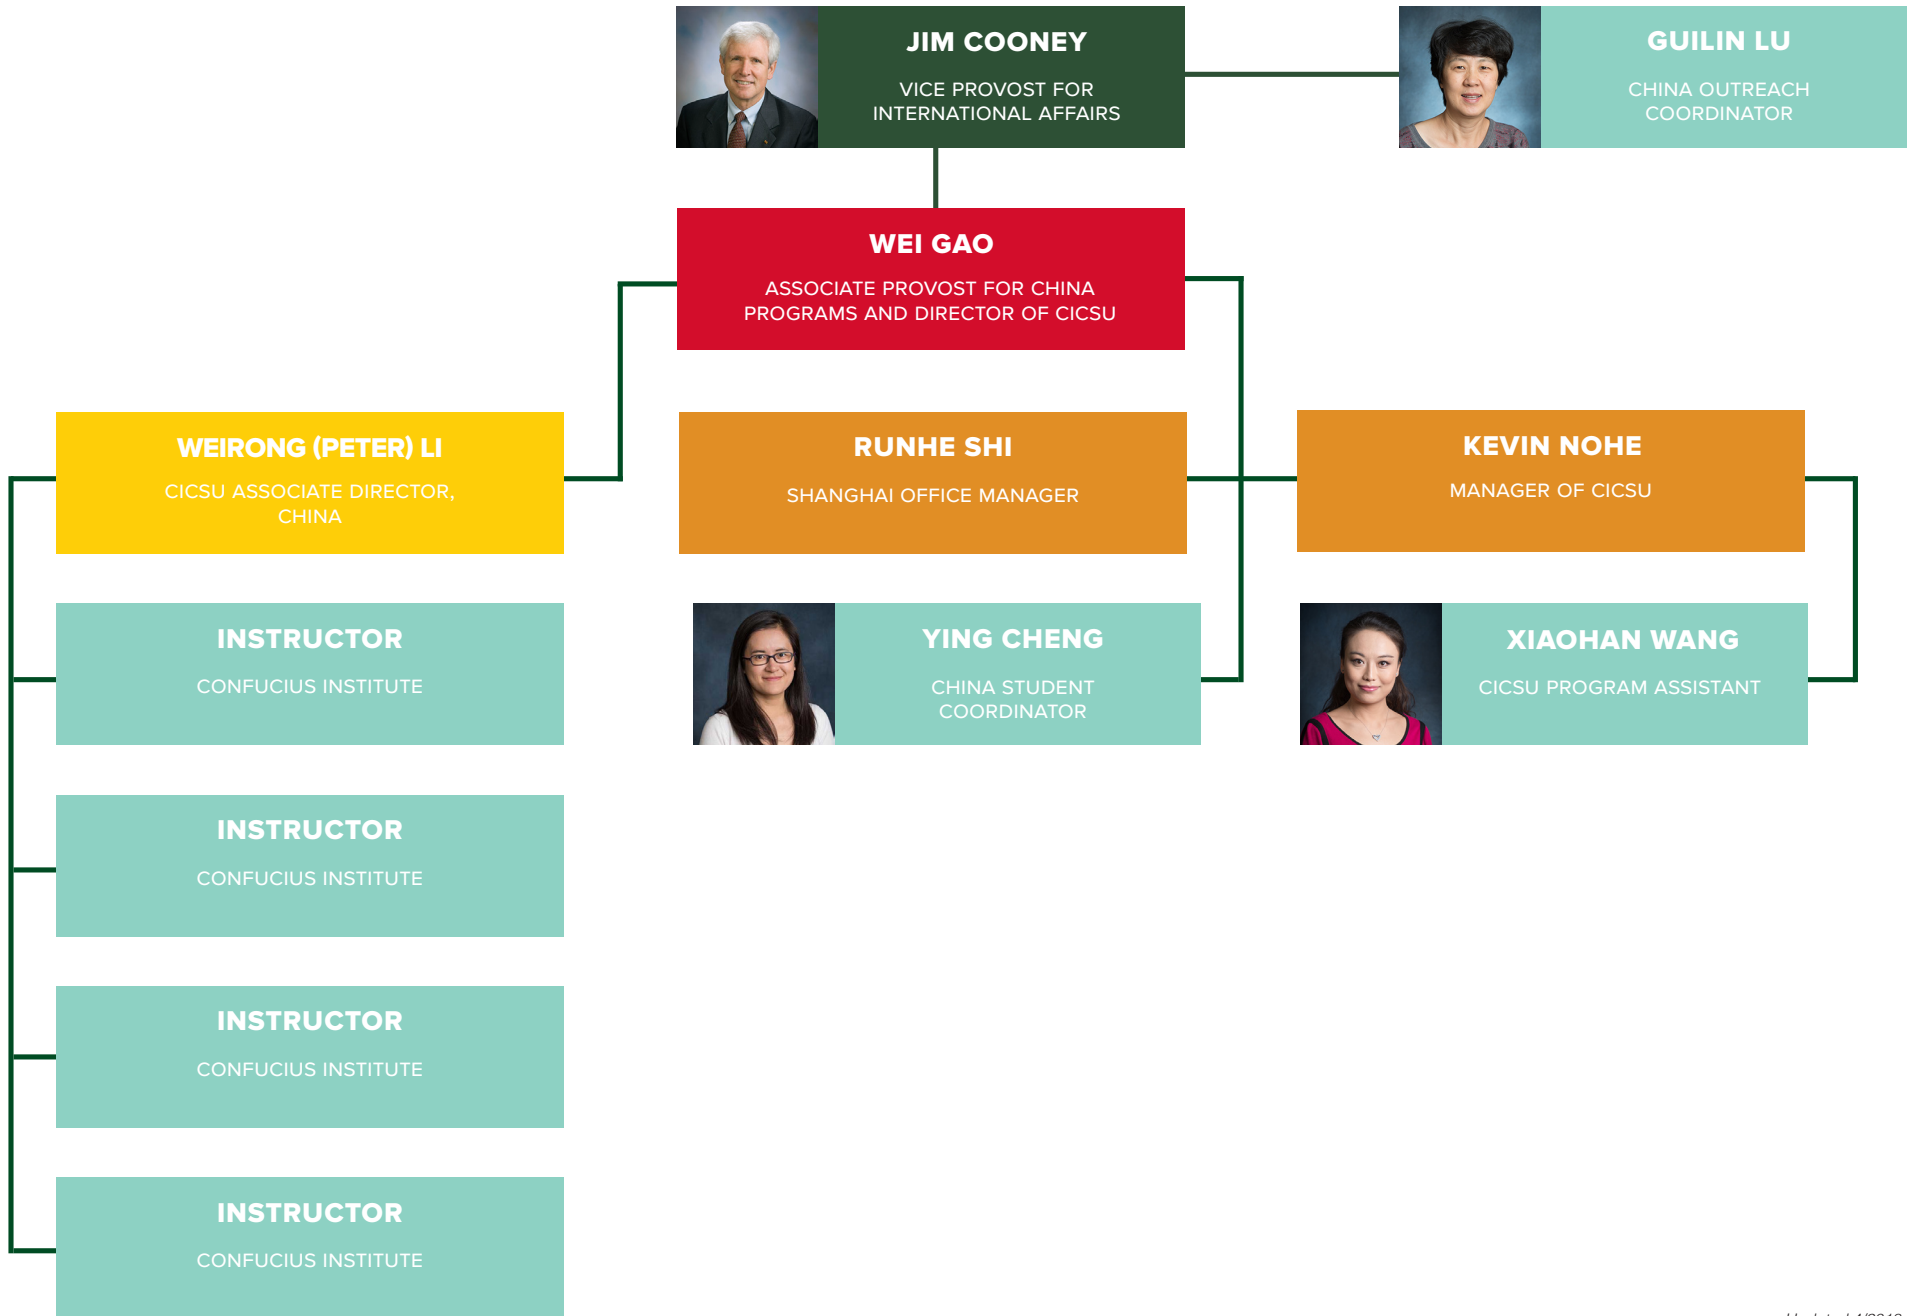 JIM COONEY
VICE PROVOST FOR
INTERNATIONAL AFFAIRS
GUILIN LU
CHINA OUTREACH
COORDINATOR
WEI GAO
ASSOCIATE PROVOST FOR CHINA
PROGRAMS AND DIRECTOR OF CICSU
WEIRONG (PETER) LI
CICSU ASSOCIATE DIRECTOR,
CHINA
RUNHE SHI
SHANGHAI OFFICE MANAGER
KEVIN NOHE
MANAGER OF CICSU
INSTRUCTOR
CONFUCIUS INSTITUTE
YING CHENG
CHINA STUDENT
COORDINATOR
XIAOHAN WANG
CICSU PROGRAM ASSISTANT
INSTRUCTOR
CONFUCIUS INSTITUTE
INSTRUCTOR
CONFUCIUS INSTITUTE
INSTRUCTOR
CONFUCIUS INSTITUTE